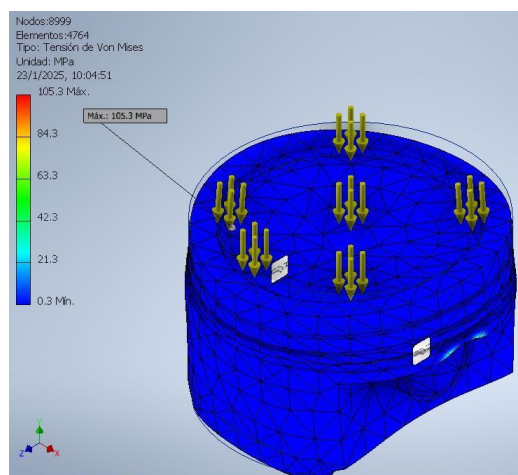 Nodos:8999
Elementos:4764
Tipo: Tensión de Von Mises
Unidad: MPa
23/1/2025, 10:04:51
105.3 Máx.
Máx.: 105.3 MPa
84.3
63.3
42.3
21.3
0.3 Mín.
Y
Z
X